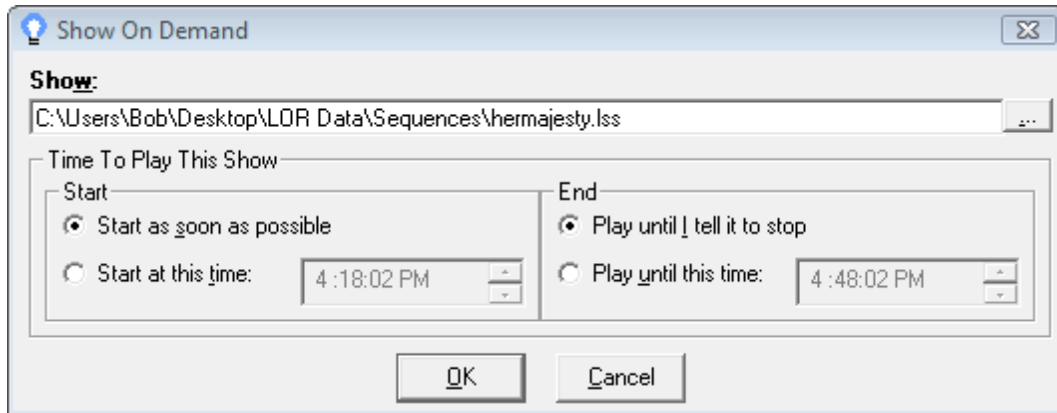 Show On Demand
Show:
C:\Users\Bob\Desktop\LOR Data\Sequences\hermajesty.lss
...
Time To Play This Show
Start
Start as soon as possible
Start at this time:
4 :18:02 PM
End
Play until I tell it to stop
Play until this time:
4 :48:02 PM
OK
Cancel